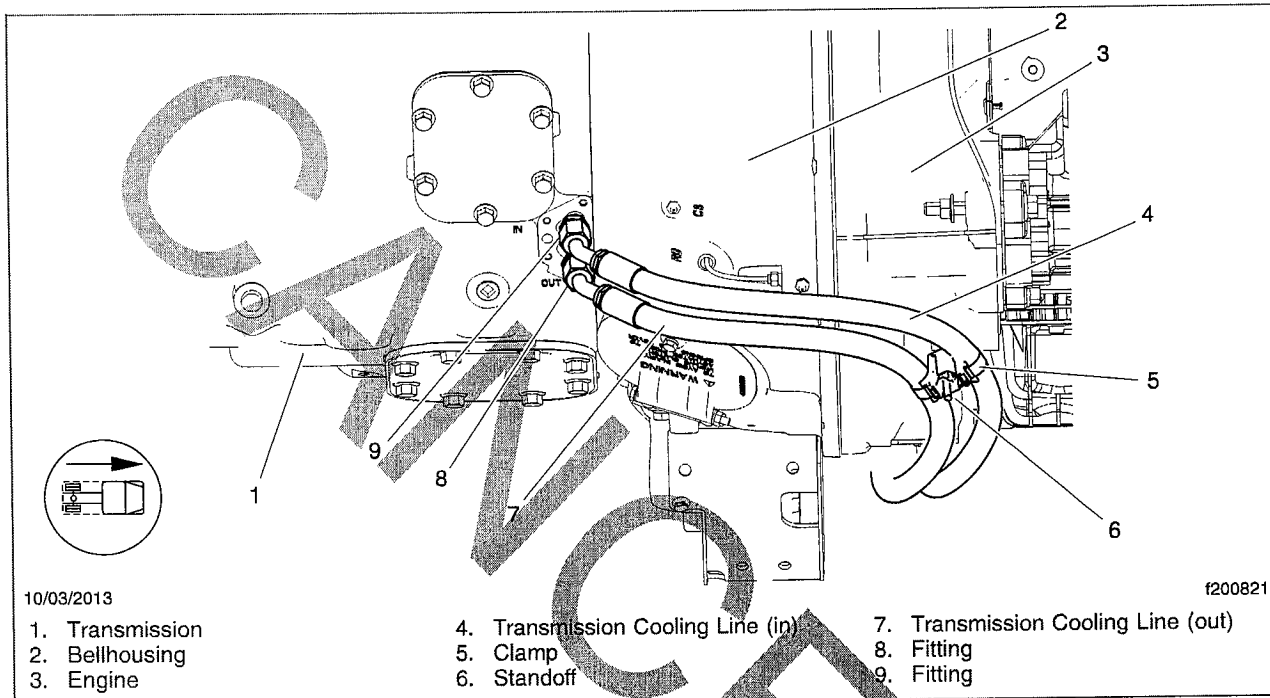 2
3
IN
CS
OUT
4
WARNING
5
9
8
7
1
6
10/03/2013
f200821
1. Transmission
2. Bellhousing
3. Engine
4. Transmission Cooling Line (in)
5. Clamp
6. Standoff
7. Transmission Cooling Line (out)
8. Fitting
9. Fitting